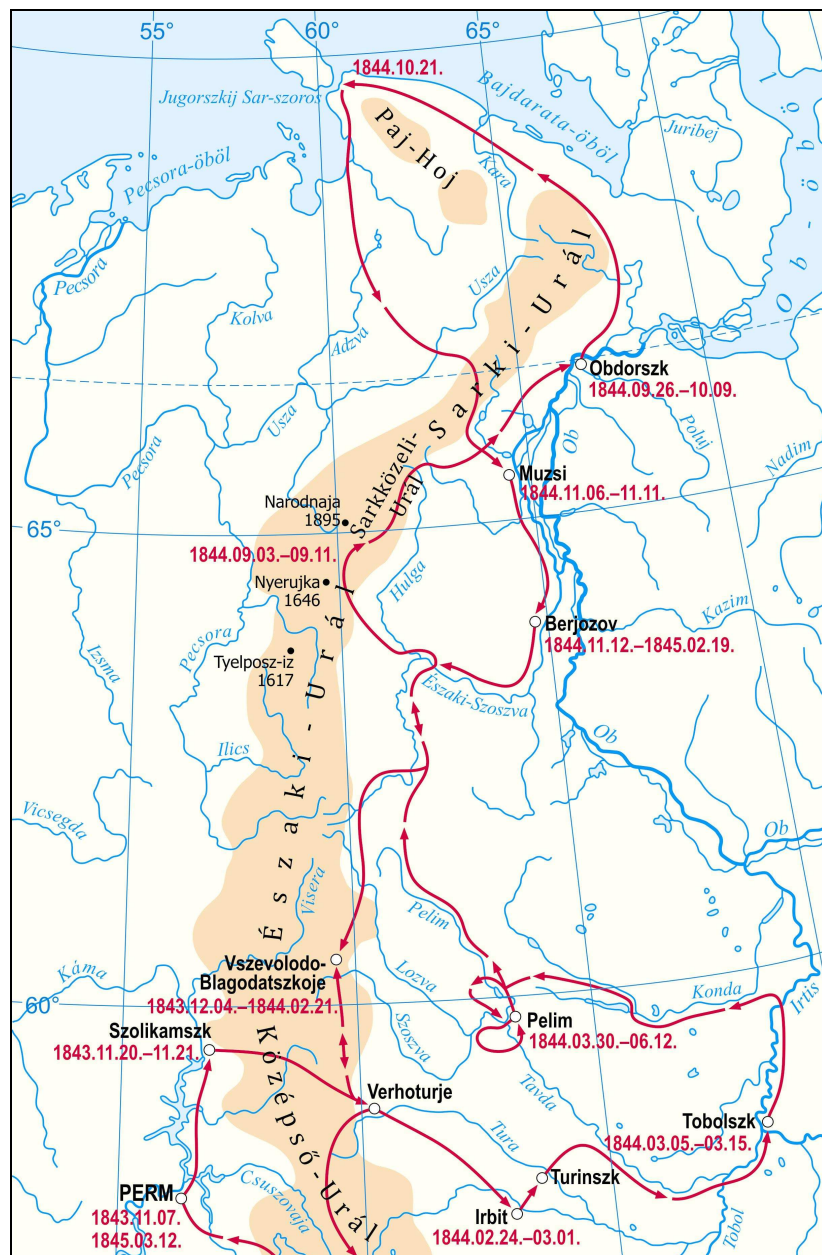 55°
60°
65°
1844.10.21.
Jugorszkij Sar-szoros
Bajdarata-öböl
Juribej
Ob-öböl
Paj-Hoj
Kara
Pecsora-öböl
Pecsora
Kolva
Adzva
Usza
Sarki-Urál
Obdorszk
1844.09.26.–10.09.
Usza
Pecsora
Ob
Poluj
Nadim
Muzsi
1844.11.06.–11.11.
Narodnaja
1895
Sarkközeli-
Urál
65°
1844.09.03.–09.11.
Nyerujka
1646
Hulga
Kazim
Berjozov
1844.11.12.–1845.02.19.
Pecsora
Izsma
Tyelposz-iz
1617
Északi-Urál
Északi-Szoszva
Ob
Ilics
Vicsegda
Ob
Visera
Pelim
Káma
Vszevolodo-
Blagodatszkoje
1843.12.04.–1844.02.21.
Lozva
Konda
Irtis
60°
Pelim
1844.03.30.–06.12.
Szolikamszk
1843.11.20.–11.21.
Szoszva
Középső-Urál
Verhoturje
Tavda
Tobolszk
1844.03.05.–03.15.
Tura
Turinszk
PERM
1843.11.07.
1845.03.12.
Csuszovaja
Irbit
1844.02.24.–03.01.
Tobol